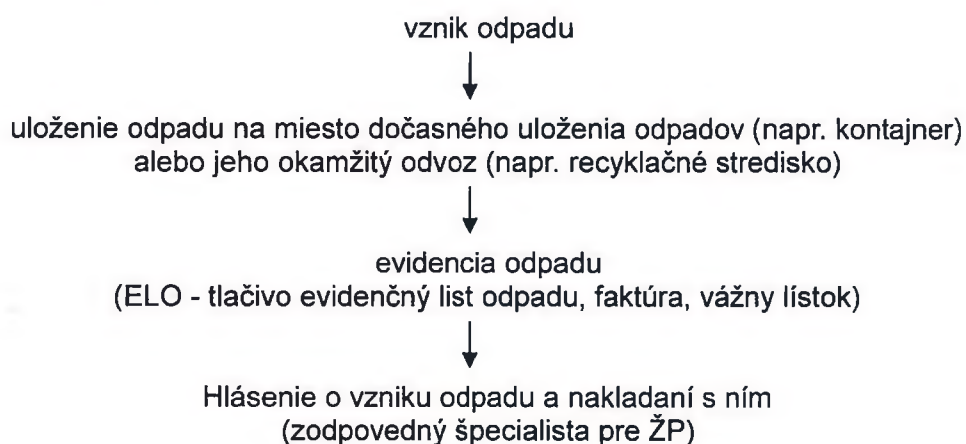 vznik odpadu
uloženie odpadu na miesto dočasného uloženia odpadov (napr. kontajner)
alebo jeho okamžitý odvoz (napr. recyklačné stredisko)
evidencia odpadu
(ELO - tlačivo evidenčný list odpadu, faktúra, vážny lístok)
Hlásenie o vzniku odpadu a nakladaní s ním
(zodpovedný špecialista pre ŽP)